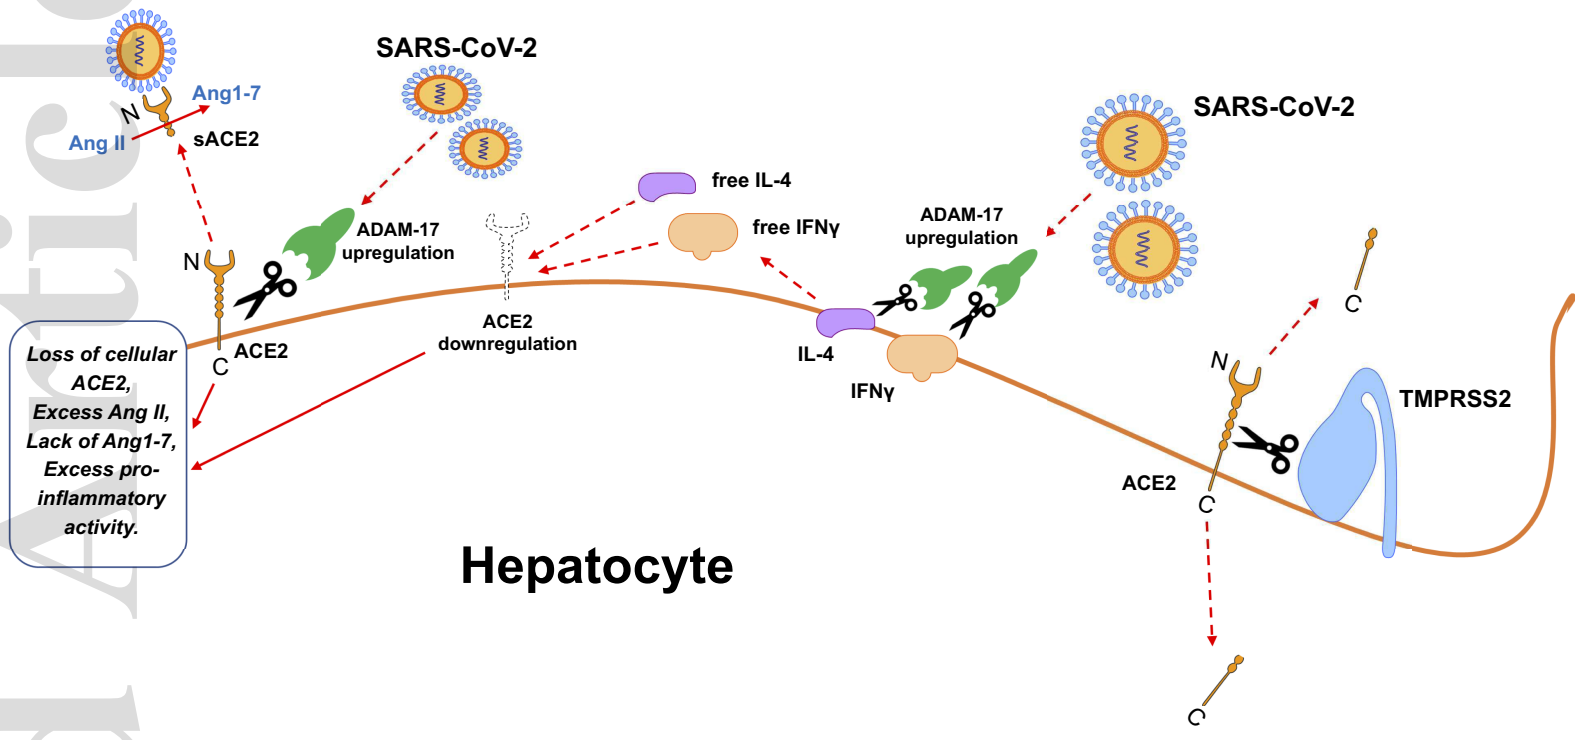 SARS-CoV-2
Ang1-7
N
Ang II
sACE2
SARS-CoV-2
free IL-4
ADAM-17
upregulation
free IFNγ
ADAM-17
upregulation
N
ACE2
downregulation
ACE2
C
IL-4
IFNγ
C
N
TMPRSS2
ACE2
C
Loss of cellular
ACE2,
Excess Ang II,
Lack of Ang1-7,
Excess pro-
inflammatory
activity.
Hepatocyte
C